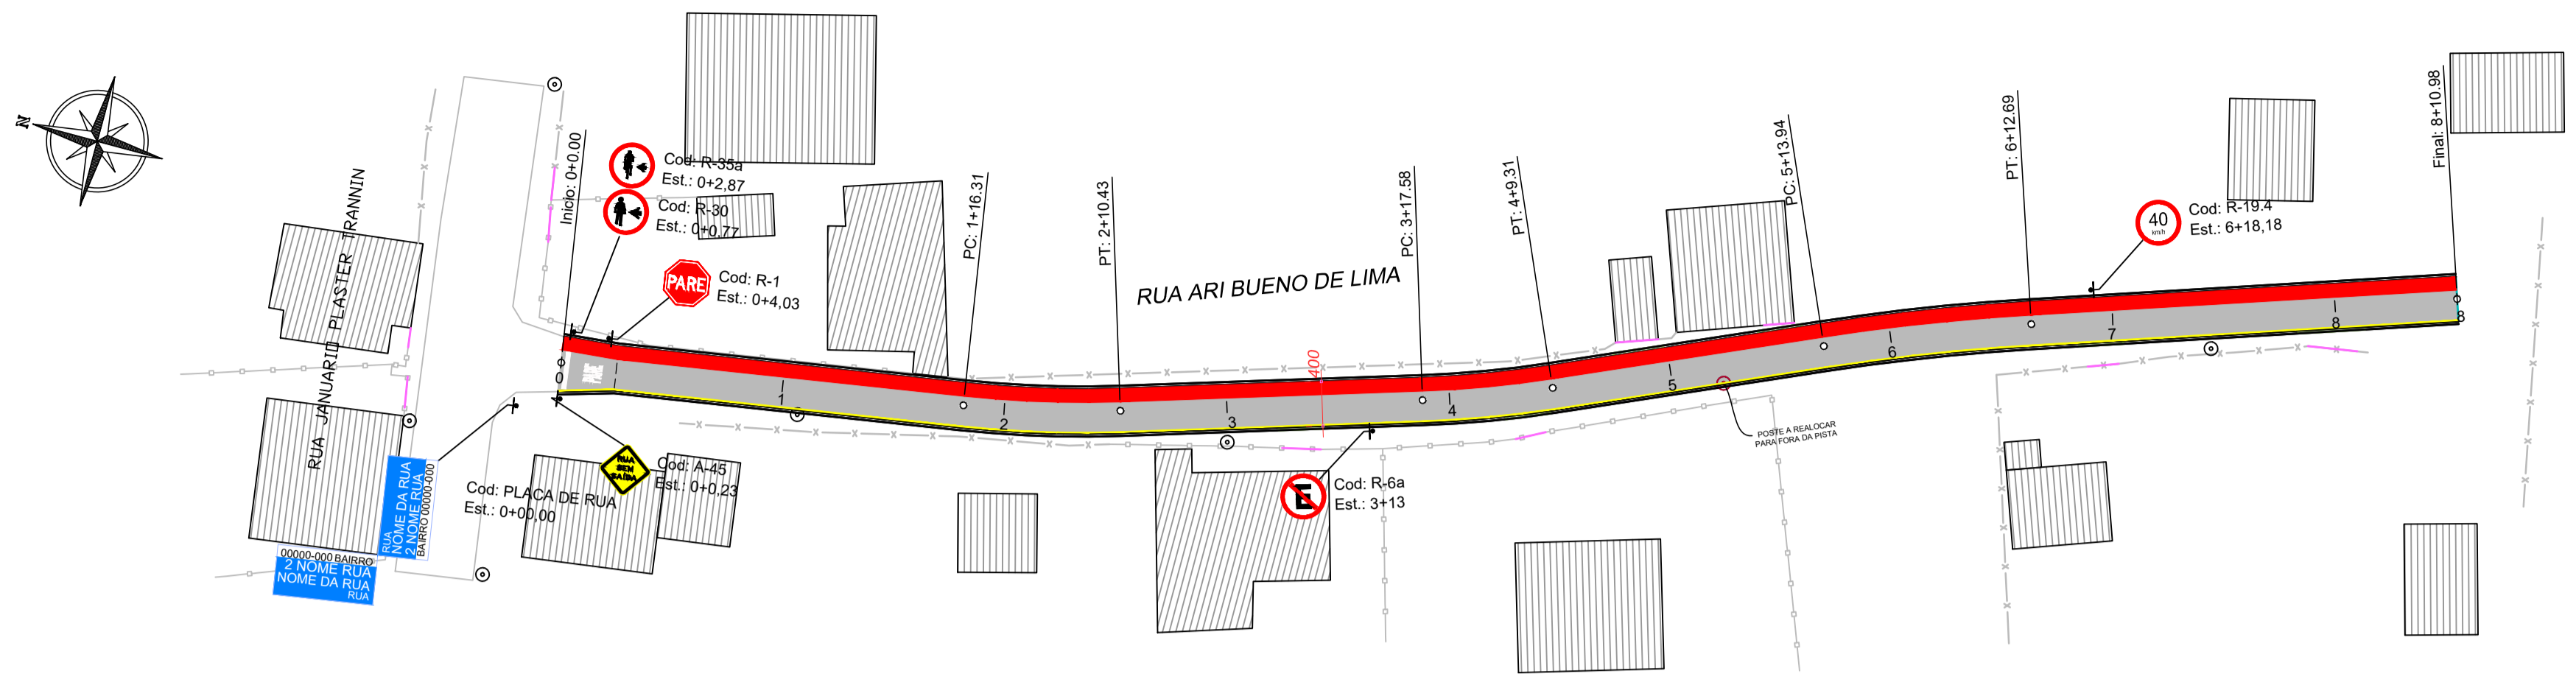 N
RUA JANUARIO PLASTER TRANNIN
Inicio: 0+0.00
Cod: R-35a
Est.: 0+2,87
Cod: R-30
Est.: 0+0,77
PARE
Cod: R-1
Est.: 0+4,03
PC: 1+16.31
PT: 2+10.43
RUA ARI BUENO DE LIMA
PC: 3+17.58
PT: 4+9.31
PC: 5+13.94
PT: 6+12.69
40
km/h
Cod: R-19.4
Est.: 6+18,18
Final: 8+10.98
400
0
0
PARE
1
2
3
4
5
6
7
8
8
POSTE A REALOCAR
PARA FORA DA PISTA
RUA
SEM
SAÍDA
Cod: A-45
Est.: 0+0,23
Cod: PLACA DE RUA
Est.: 0+00,00
E
Cod: R-6a
Est.: 3+13
RUA
NOME DA RUA
2 NOME RUA
BAIRRO 00000-000
00000-000 BAIRRO
2 NOME RUA
NOME DA RUA
RUA